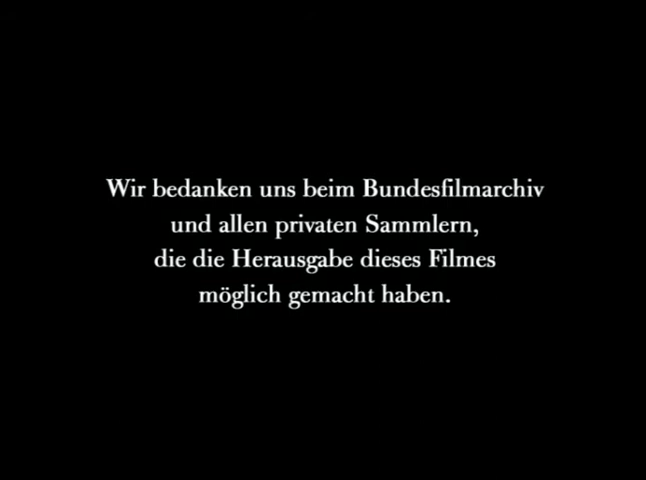 Wir bedanken uns beim Bundesfilmarchiv
und allen privaten Sammlern,
die die Herausgabe dieses Filmes
möglich gemacht haben.